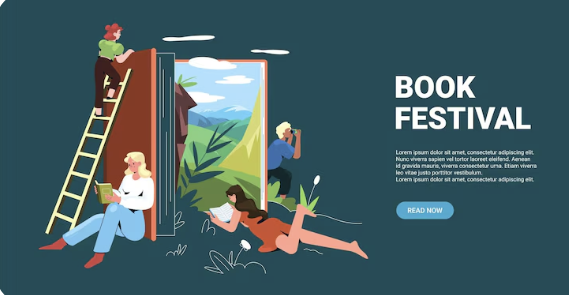 BOOK
FESTIVAL
Lorem ipsum dolor sit amet, consectetur adipiscing elit.
Nunc viverra sapien vel tortor laoreet eleifend. Aenean
id gravida mauris, viverra congue diam. Etiam viverra
leo vitae justo porttitor vestibulum.
Lorem ipsum dolor sit amet, consectetur adipiscing elit.
READ NOW